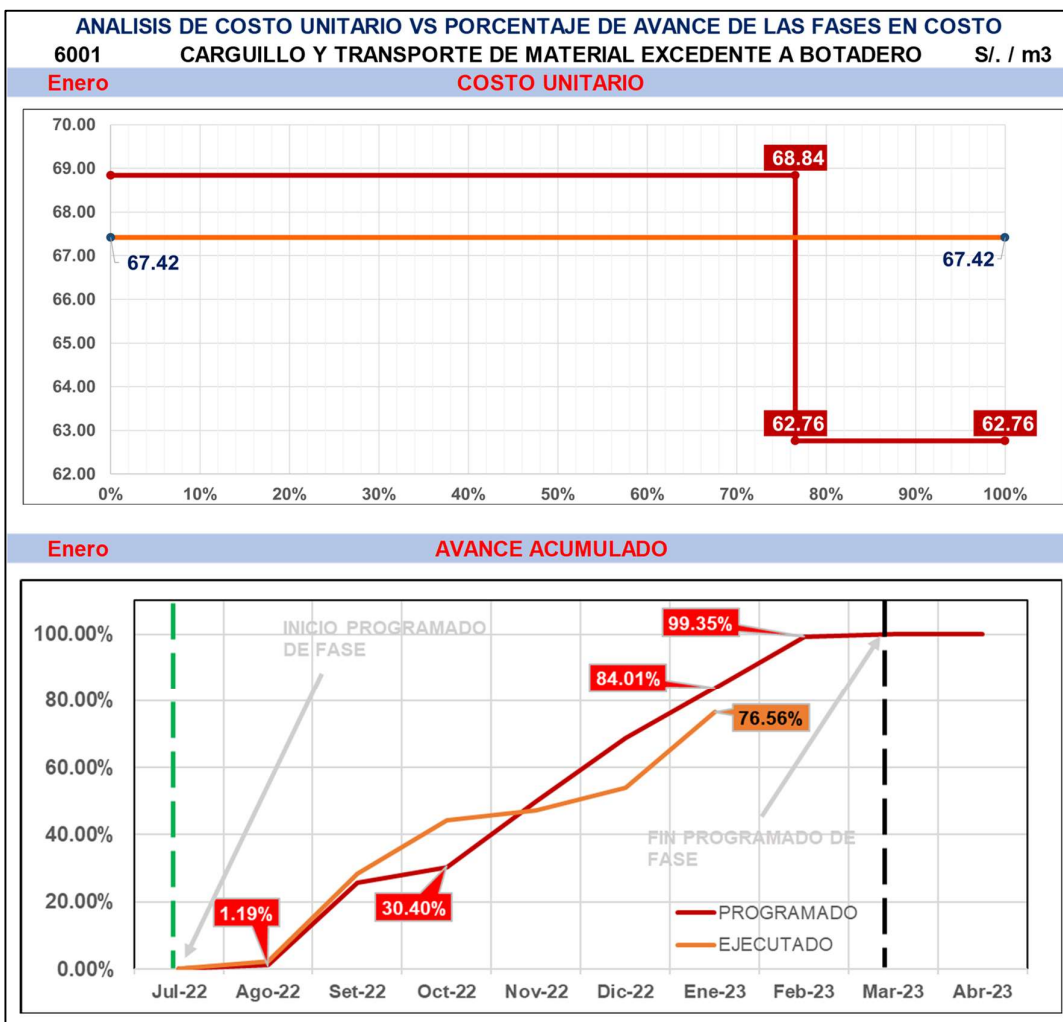 ANALISIS DE COSTO UNITARIO VS PORCENTAJE DE AVANCE DE LAS FASES EN COSTO
6001 CARGUILLO Y TRANSPORTE DE MATERIAL EXCEDENTE A BOTADERO S/. / m3
Enero COSTO UNITARIO
70.00
69.00
68.00
67.00
66.00
65.00
64.00
63.00
62.00
68.84
67.42
67.42
62.76
62.76
0% 10% 20% 30% 40% 50% 60% 70% 80% 90% 100%
Enero AVANCE ACUMULADO
100.00%
80.00%
60.00%
40.00%
20.00%
0.00%
INICIO PROGRAMADO
DE FASE
99.35%
84.01%
76.56%
FIN PROGRAMADO DE
FASE
1.19%
30.40%
PROGRAMADO
EJECUTADO
Jul-22 Ago-22 Set-22 Oct-22 Nov-22 Dic-22 Ene-23 Feb-23 Mar-23 Abr-23